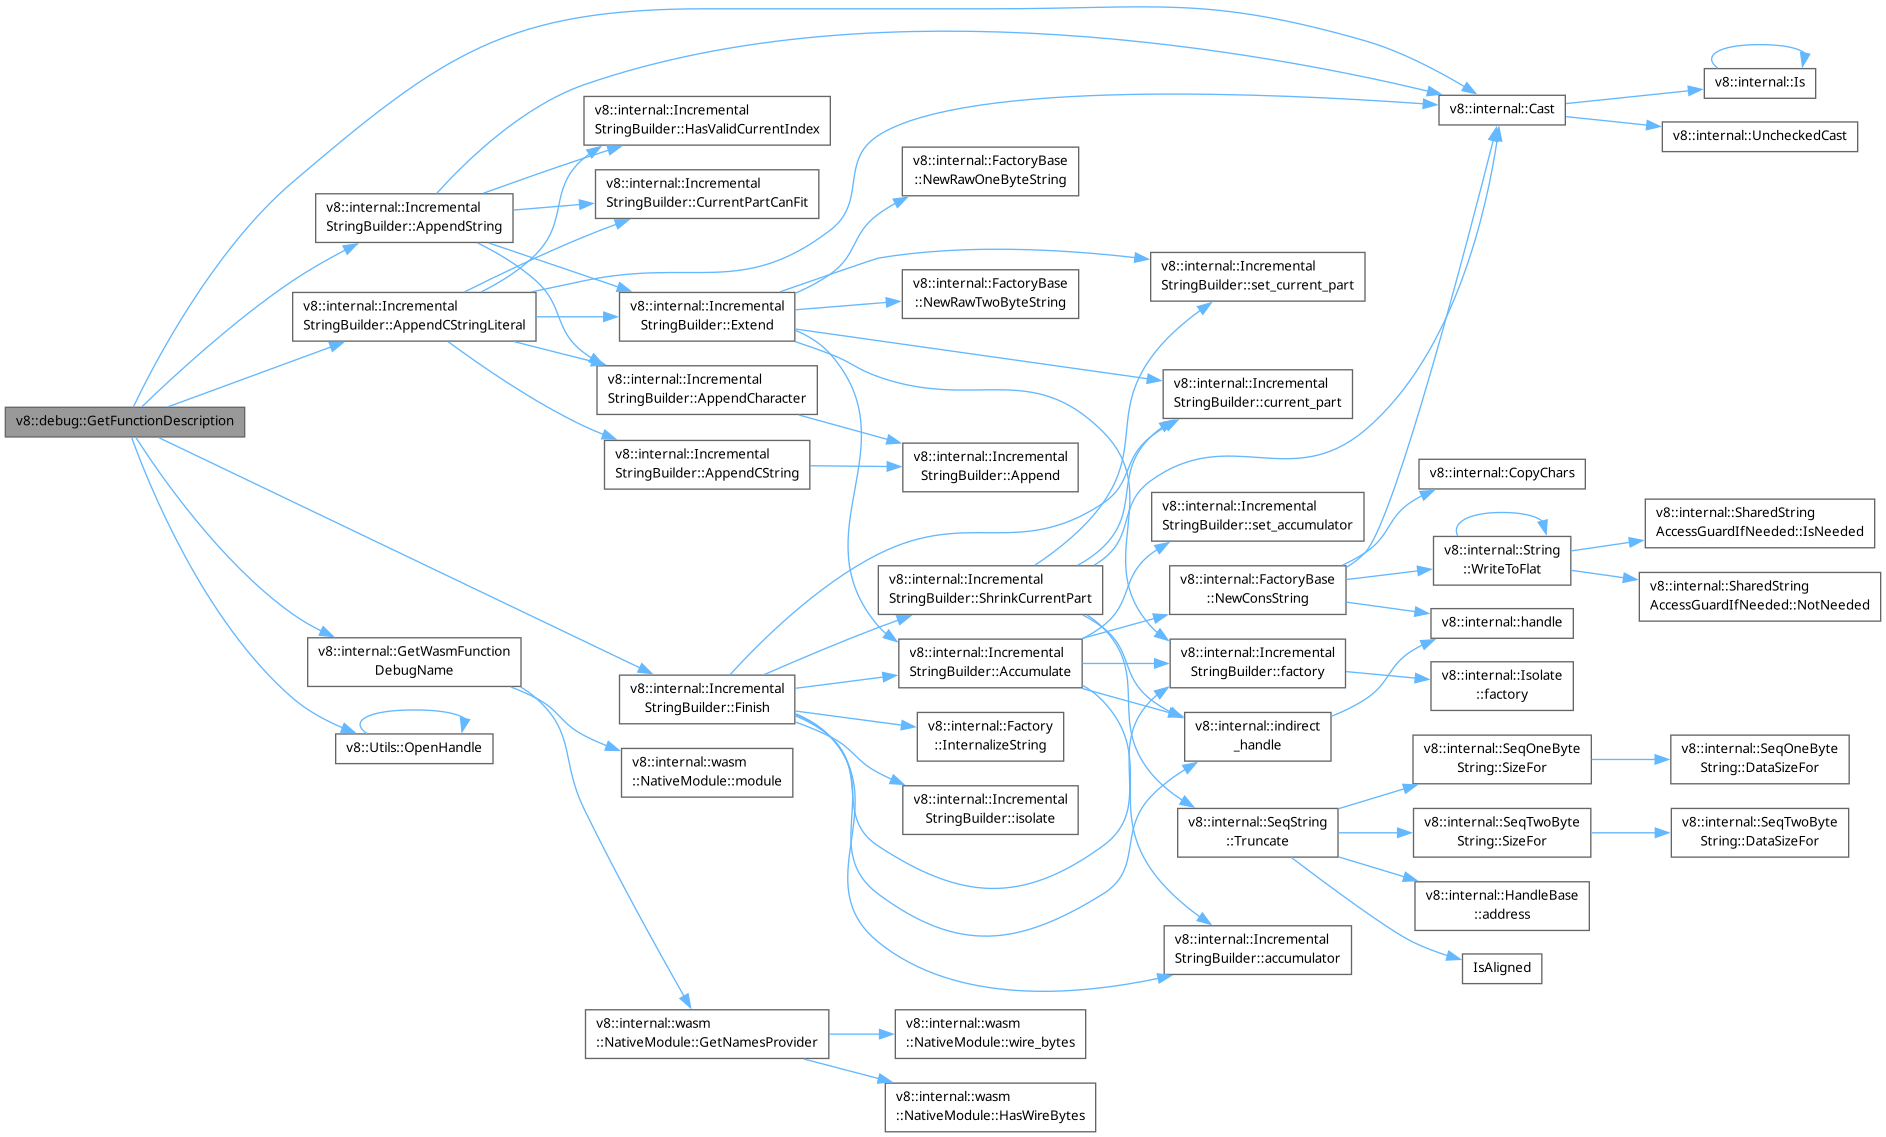 v8::debug::GetFunctionDescription
v8::internal::Incremental
StringBuilder::AppendString
v8::internal::Incremental
StringBuilder::AppendCStringLiteral
v8::internal::GetWasmFunction
DebugName
v8::Utils::OpenHandle
v8::internal::Incremental
StringBuilder::HasValidCurrentIndex
v8::internal::Incremental
StringBuilder::CurrentPartCanFit
v8::internal::Incremental
StringBuilder::Extend
v8::internal::Incremental
StringBuilder::AppendCharacter
v8::internal::Incremental
StringBuilder::AppendCString
v8::internal::Incremental
StringBuilder::Finish
v8::internal::wasm
::NativeModule::module
v8::internal::wasm
::NativeModule::GetNamesProvider
v8::internal::FactoryBase
::NewRawOneByteString
v8::internal::FactoryBase
::NewRawTwoByteString
v8::internal::Incremental
StringBuilder::Append
v8::internal::Incremental
StringBuilder::ShrinkCurrentPart
v8::internal::Incremental
StringBuilder::Accumulate
v8::internal::Factory
::InternalizeString
v8::internal::Incremental
StringBuilder::isolate
v8::internal::wasm
::NativeModule::wire_bytes
v8::internal::wasm
::NativeModule::HasWireBytes
v8::internal::Incremental
StringBuilder::set_current_part
v8::internal::Incremental
StringBuilder::current_part
v8::internal::Incremental
StringBuilder::set_accumulator
v8::internal::FactoryBase
::NewConsString
v8::internal::Incremental
StringBuilder::factory
v8::internal::indirect
_handle
v8::internal::SeqString
::Truncate
v8::internal::Incremental
StringBuilder::accumulator
v8::internal::Cast
v8::internal::CopyChars
v8::internal::String
::WriteToFlat
v8::internal::handle
v8::internal::Isolate
::factory
v8::internal::SeqOneByte
String::SizeFor
v8::internal::SeqTwoByte
String::SizeFor
v8::internal::HandleBase
::address
IsAligned
v8::internal::Is
v8::internal::UncheckedCast
v8::internal::SharedString
AccessGuardIfNeeded::IsNeeded
v8::internal::SharedString
AccessGuardIfNeeded::NotNeeded
v8::internal::SeqOneByte
String::DataSizeFor
v8::internal::SeqTwoByte
String::DataSizeFor